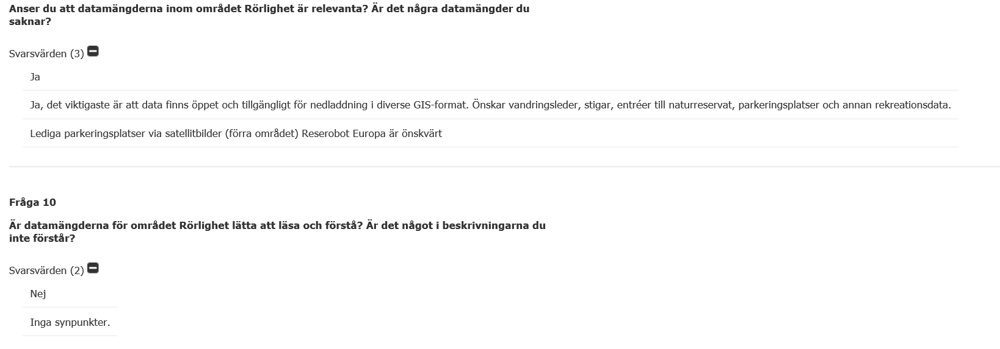 Anser du att datamängderna inom området Rörlighet är relevanta? Är det några datamängder du
saknar?
Svarsvärden (3)
Ja
Ja, det viktigaste är att data finns öppet och tillgängligt för nedladdning i diverse GIS-format. Önskar vandringsleder, stigar, entréer till naturreservat, parkeringsplatser och annan rekreationsdata.
Lediga parkeringsplatser via satellitbilder (förra området) Reserobot Europa är önskvärt
Fråga 10
Är datamängderna för området Rörlighet lätta att läsa och förstå? Är det något i beskrivningarna du
inte förstår?
Svarsvärden (2)
Nej
Inga synpunkter.